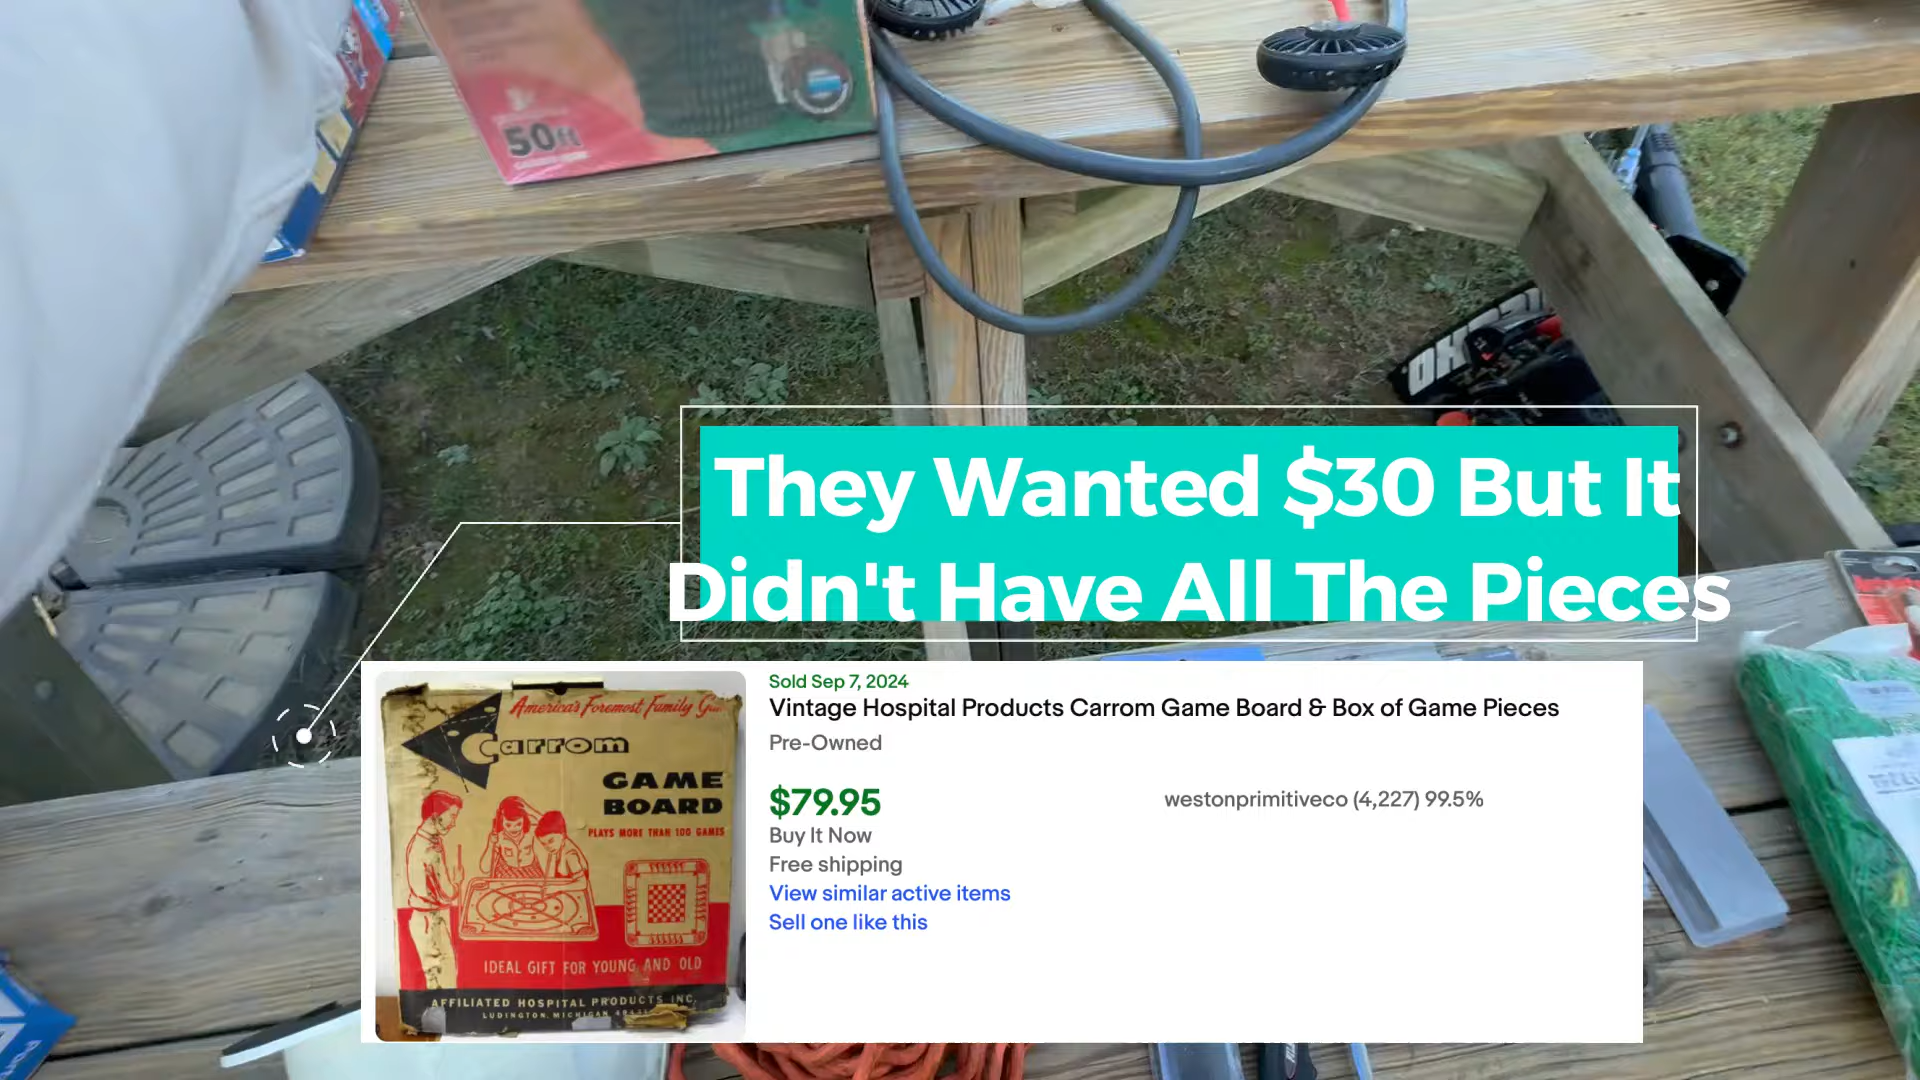 50ft
They Wanted $30 But It
Didn't Have All The Pieces
Sold Sep 7, 2024
Vintage Hospital Products Carrom Game Board & Box of Game Pieces
Pre-Owned
$79.95
westonprimitiveco (4,227) 99.5%
Buy It Now
Free shipping
View similar active items
Sell one like this
America's Foremost Family
Carrom
GAME
BOARD
PLAYS MORE THAN 100 GAMES
IDEAL GIFT FOR YOUNG AND OLD
AFFILIATED HOSPITAL PRODUCTS INC.
LUDINGTON, MICHIGAN